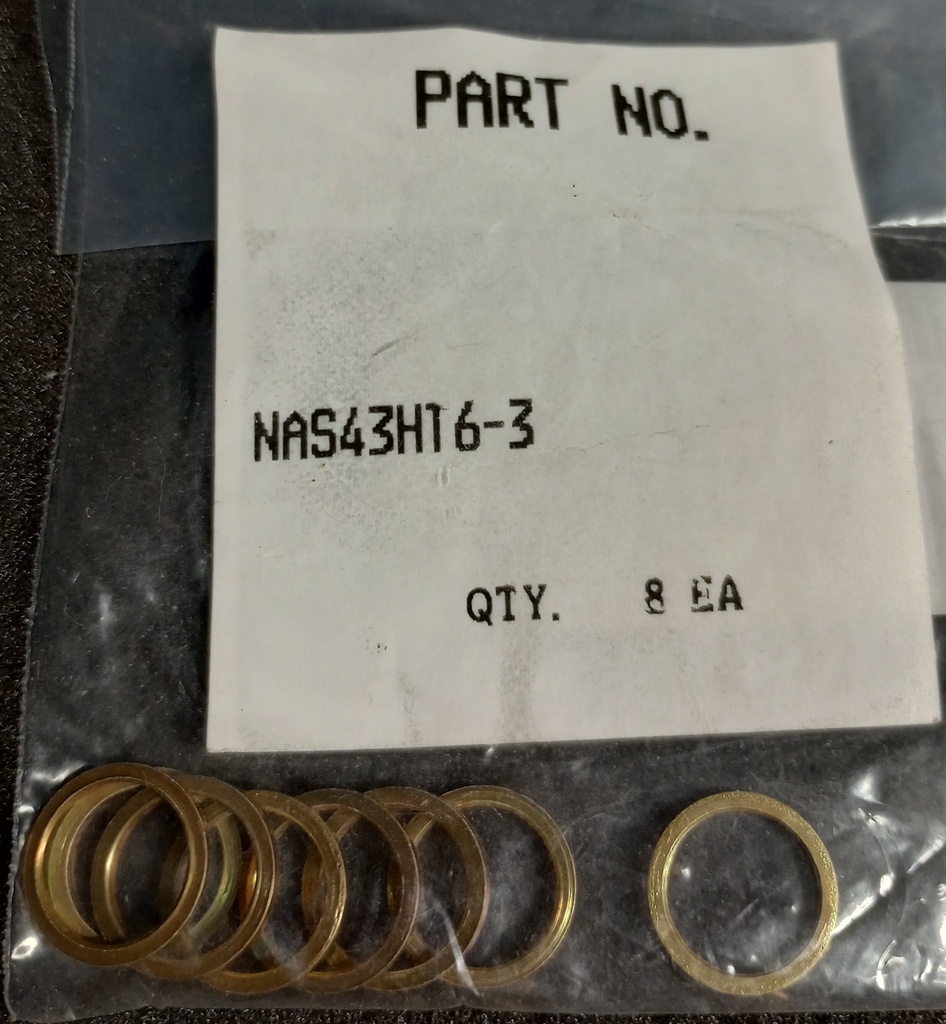 PART NO.
NAS43HT6-3
QTY. 8 EA